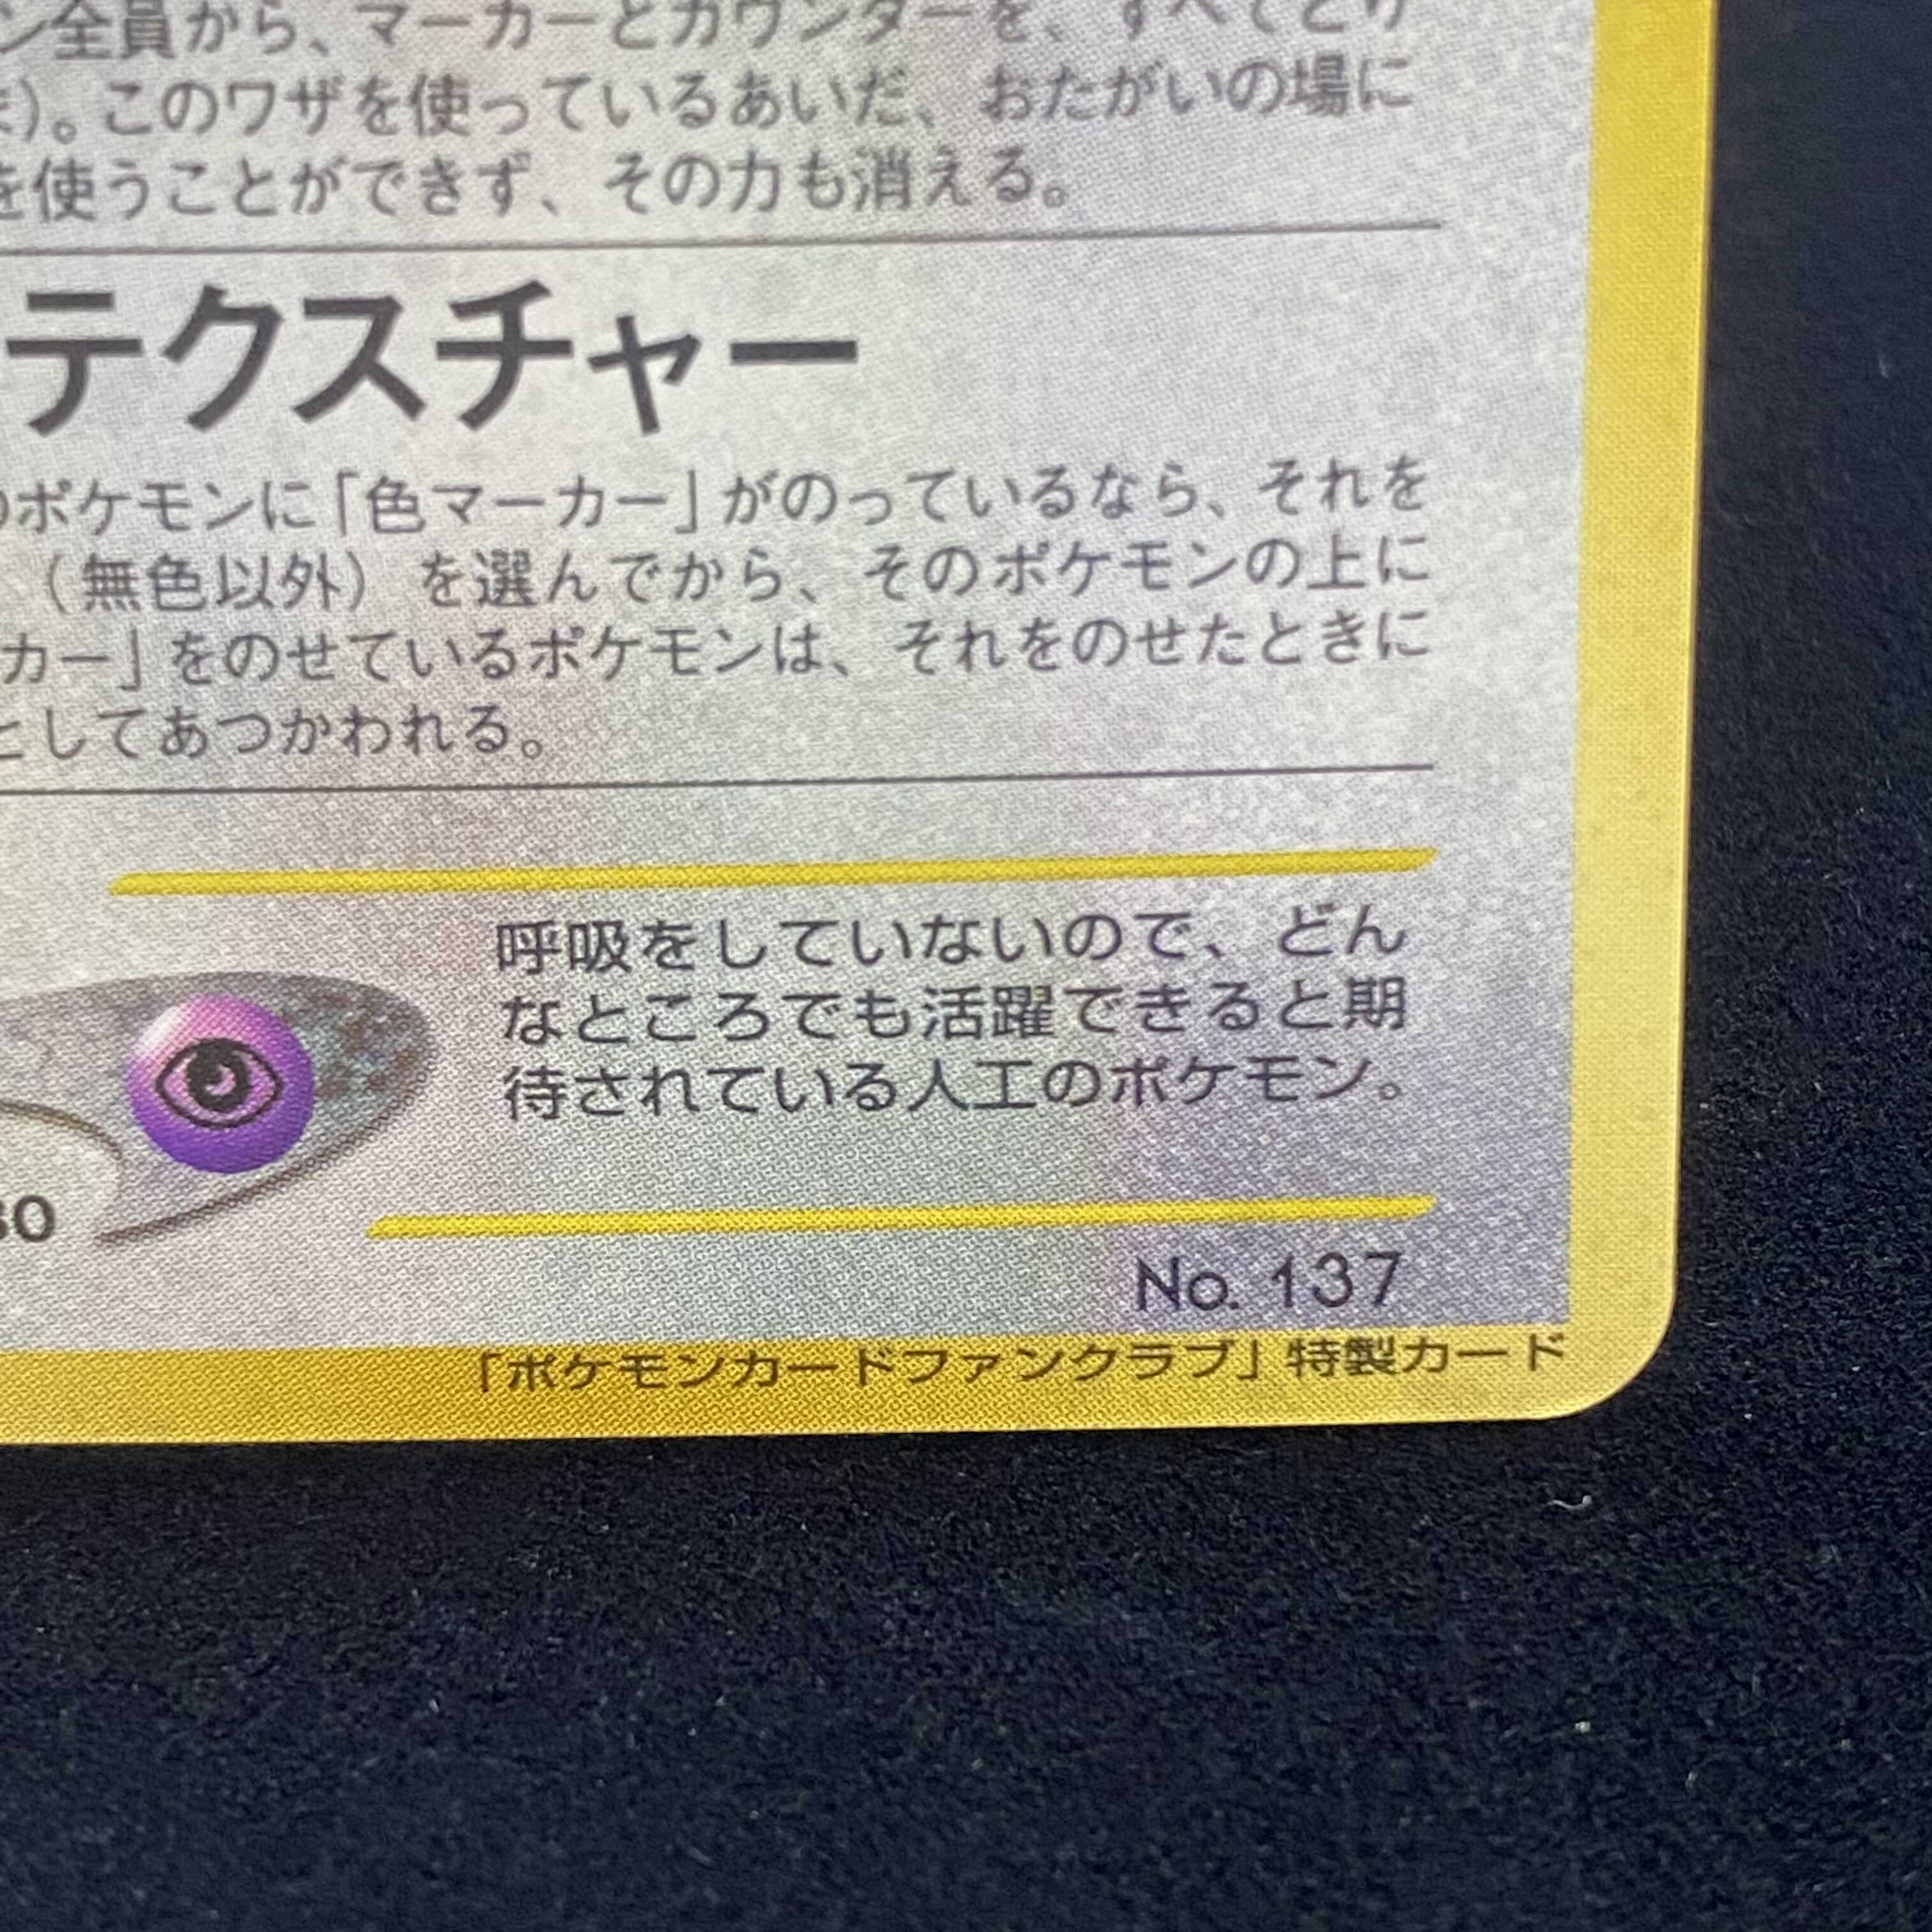 ン全員から、マーカーとカウンターを、すべてとり
）。このワザを使っているあいだ、おたがいの場に
を使うことができず、その力も消える。
テクスチャー
のポケモンに「色マーカー」がのっているなら、それを
（無色以外）を選んでから、そのポケモンの上に
カー」をのせているポケモンは、それをのせたときに
としてあつかわれる。
呼吸をしていないので、どん
なところでも活躍できると期
待されている人工のポケモン。
30
No. 137
「ポケモンカードファンクラブ」特製カード